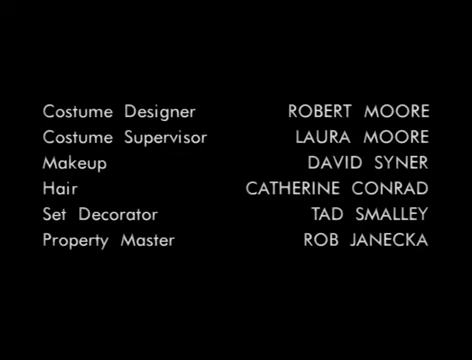 Costume Designer ROBERT MOORE
Costume Supervisor LAURA MOORE
Makeup DAVID SYNER
Hair CATHERINE CONRAD
Set Decorator TAD SMALLEY
Property Master ROB JANECKA